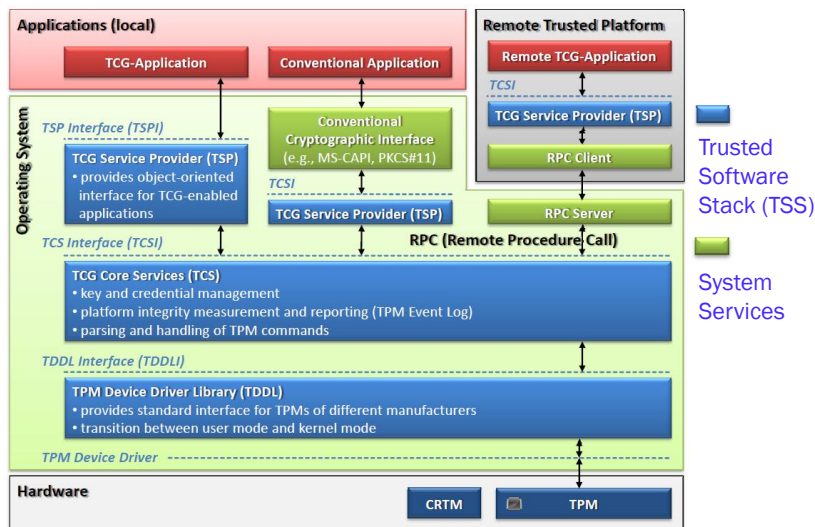 Applications (local)
TCG-Application
Conventional Application
Remote Trusted Platform
Remote TCG-Application
TCSI
TCG Service Provider (TSP)
RPC Client
Operating System
TSP Interface (TSPI)
TCG Service Provider (TSP)
• provides object-oriented
interface for TCG-enabled
applications
Conventional
Cryptographic Interface
(e.g., MS-CAPI, PKCS#11)
TCSI
TCG Service Provider (TSP)
RPC Server
RPC (Remote Procedure Call)
TCS Interface (TCSI)
TCG Core Services (TCS)
• key and credential management
• platform integrity measurement and reporting (TPM Event Log)
• parsing and handling of TPM commands
TDDL Interface (TDDLI)
TPM Device Driver Library (TDDL)
• provides standard interface for TPMs of different manufacturers
• transition between user mode and kernel mode
TPM Device Driver
Hardware
CRTM
TPM
Trusted
Software
Stack (TSS)
System
Services